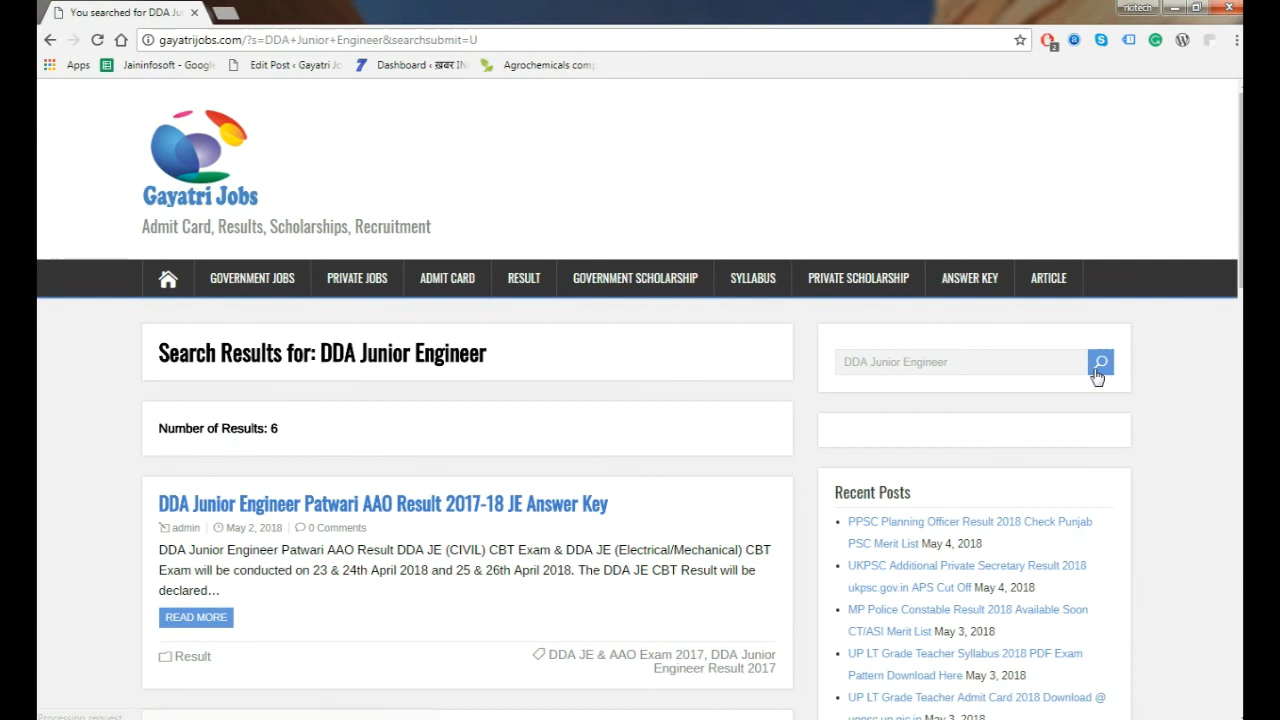 You searched for DDA Ju
rkitech
gayatrijobs.com/?s=DDA+Junior+Engineer&searchsubmit=U
2
Apps
Jaininfosoft - Google
Edit Post ‹ Gayatri Jo
Dashboard ‹ ख़बर IN
Agrochemicals com
Gayatri Jobs
Admit Card, Results, Scholarships, Recruitment
GOVERNMENT JOBS
PRIVATE JOBS
ADMIT CARD
RESULT
GOVERNMENT SCHOLARSHIP
SYLLABUS
PRIVATE SCHOLARSHIP
ANSWER KEY
ARTICLE
Search Results for: DDA Junior Engineer
Number of Results: 6
DDA Junior Engineer Patwari AAO Result 2017-18 JE Answer Key
admin
May 2, 2018
0 Comments
DDA Junior Engineer Patwari AAO Result DDA JE (CIVIL) CBT Exam & DDA JE (Electrical/Mechanical) CBT
Exam will be conducted on 23 & 24th April 2018 and 25 & 26th April 2018. The DDA JE CBT Result will be
declared…
READ MORE
Result
DDA JE & AAO Exam 2017, DDA Junior
Engineer Result 2017
DDA Junior Engineer
Recent Posts
PPSC Planning Officer Result 2018 Check Punjab
PSC Merit List May 4, 2018
UKPSC Additional Private Secretary Result 2018
ukpsc.gov.in APS Cut Off May 4, 2018
MP Police Constable Result 2018 Available Soon
CT/ASI Merit List May 3, 2018
UP LT Grade Teacher Syllabus 2018 PDF Exam
Pattern Download Here May 3, 2018
UP LT Grade Teacher Admit Card 2018 Download @
uppsc.up.nic.in May 3, 2018
Processing request